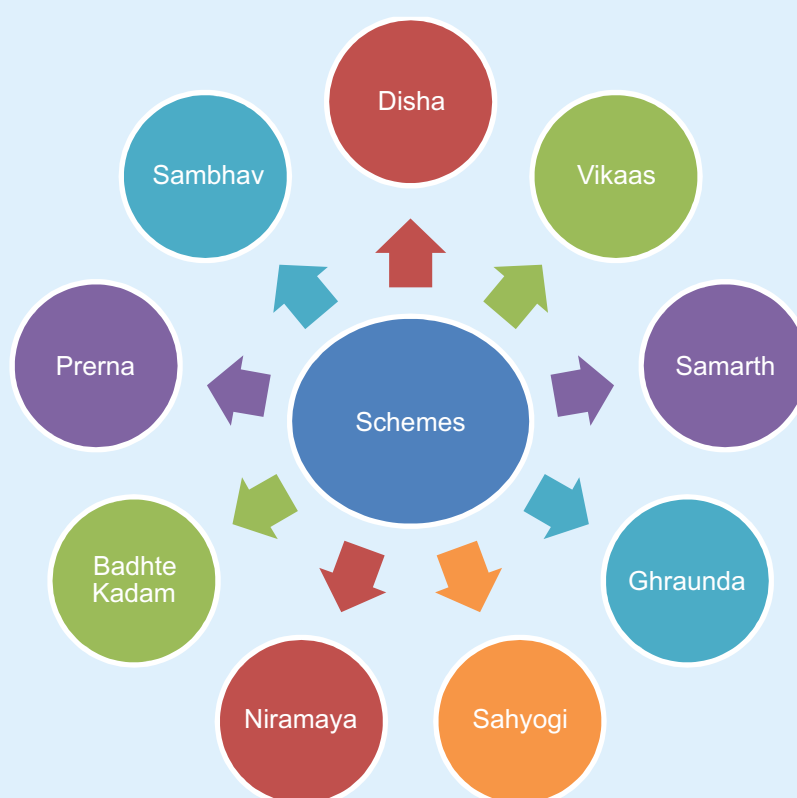 Disha
Vikaas
Samarth
Ghraunda
Sahyogi
Niramaya
Badhte
Kadam
Prerna
Sambhav
Schemes